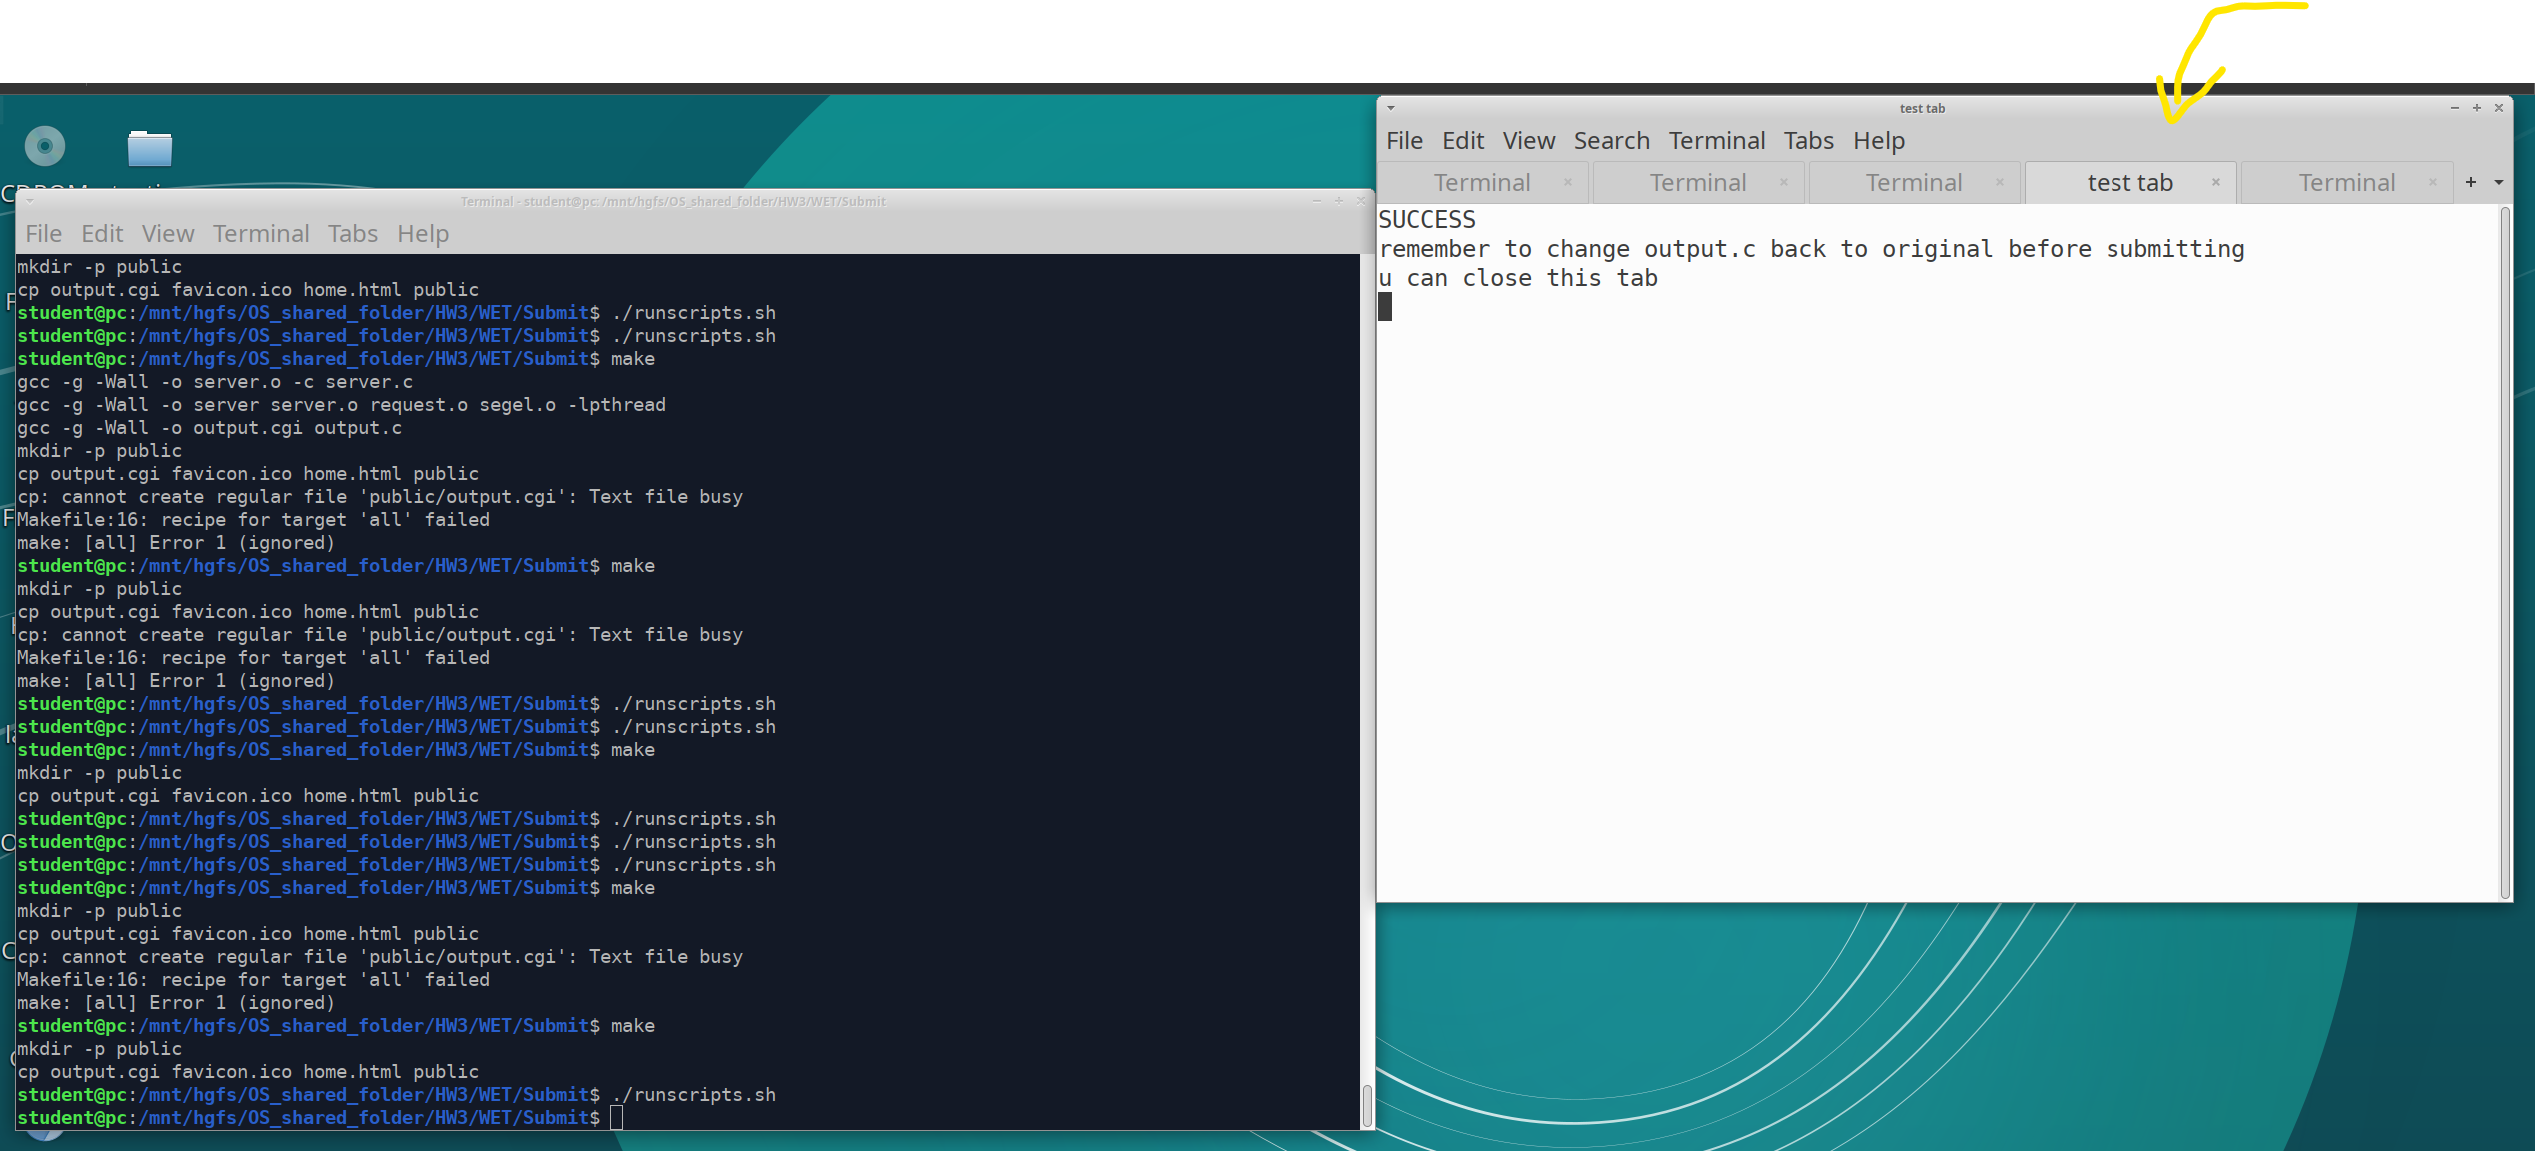 Terminal - student@pc:/mnt/hgfs/OS_shared_folder/HW3/WET/Submit
File Edit View Terminal Tabs Help
mkdir -p public
cp output.cgi favicon.ico home.html public
student@pc:/mnt/hgfs/OS_shared_folder/HW3/WET/Submit$ ./runscripts.sh
student@pc:/mnt/hgfs/OS_shared_folder/HW3/WET/Submit$ ./runscripts.sh
student@pc:/mnt/hgfs/OS_shared_folder/HW3/WET/Submit$ make
gcc -g -Wall -o server.o -c server.c
gcc -g -Wall -o server server.o request.o segel.o -lpthread
gcc -g -Wall -o output.cgi output.c
mkdir -p public
cp output.cgi favicon.ico home.html public
cp: cannot create regular file 'public/output.cgi': Text file busy
Makefile:16: recipe for target 'all' failed
make: [all] Error 1 (ignored)
student@pc:/mnt/hgfs/OS_shared_folder/HW3/WET/Submit$ make
mkdir -p public
cp output.cgi favicon.ico home.html public
cp: cannot create regular file 'public/output.cgi': Text file busy
Makefile:16: recipe for target 'all' failed
make: [all] Error 1 (ignored)
student@pc:/mnt/hgfs/OS_shared_folder/HW3/WET/Submit$ ./runscripts.sh
student@pc:/mnt/hgfs/OS_shared_folder/HW3/WET/Submit$ ./runscripts.sh
student@pc:/mnt/hgfs/OS_shared_folder/HW3/WET/Submit$ make
mkdir -p public
cp output.cgi favicon.ico home.html public
student@pc:/mnt/hgfs/OS_shared_folder/HW3/WET/Submit$ ./runscripts.sh
student@pc:/mnt/hgfs/OS_shared_folder/HW3/WET/Submit$ ./runscripts.sh
student@pc:/mnt/hgfs/OS_shared_folder/HW3/WET/Submit$ ./runscripts.sh
student@pc:/mnt/hgfs/OS_shared_folder/HW3/WET/Submit$ make
mkdir -p public
cp output.cgi favicon.ico home.html public
cp: cannot create regular file 'public/output.cgi': Text file busy
Makefile:16: recipe for target 'all' failed
make: [all] Error 1 (ignored)
student@pc:/mnt/hgfs/OS_shared_folder/HW3/WET/Submit$ make
mkdir -p public
cp output.cgi favicon.ico home.html public
student@pc:/mnt/hgfs/OS_shared_folder/HW3/WET/Submit$ ./runscripts.sh
student@pc:/mnt/hgfs/OS_shared_folder/HW3/WET/Submit$
test tab
File Edit View Search Terminal Tabs Help
Terminal Terminal Terminal test tab Terminal
SUCCESS
remember to change output.c back to original before submitting
u can close this tab